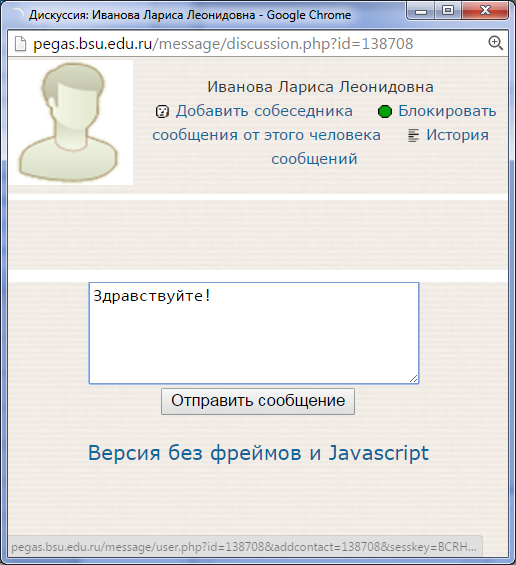 Дискуссия: Иванова Лариса Леонидовна - Google Chrome
pegas.bsu.edu.ru/message/discussion.php?id=138708
Иванова Лариса Леонидовна
Добавить собеседника Блокировать
сообщения от этого человека История
сообщений
Здравствуйте!
Отправить сообщение
Версия без фреймов и Javascript
pegas.bsu.edu.ru/message/user.php?id=138708&addcontact=138708&sesskey=BCRH...